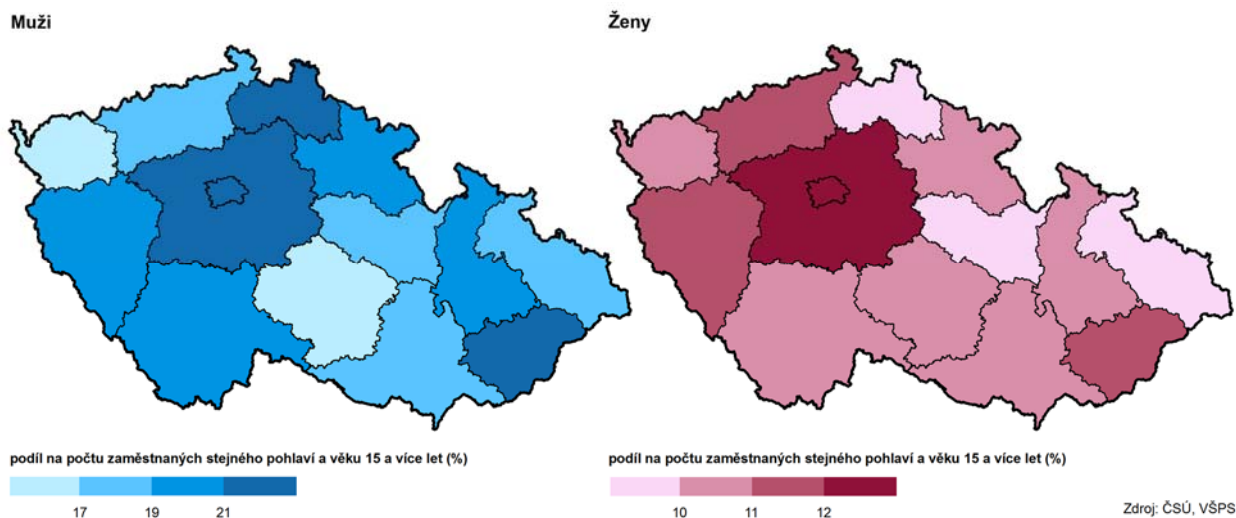 Muži
Ženy
podíl na počtu zaměstnaných stejného pohlaví a věku 15 a více let (%)
17 19 21
podíl na počtu zaměstnaných stejného pohlaví a věku 15 a více let (%)
10 11 12
Zdroj: ČSÚ, VŠPS